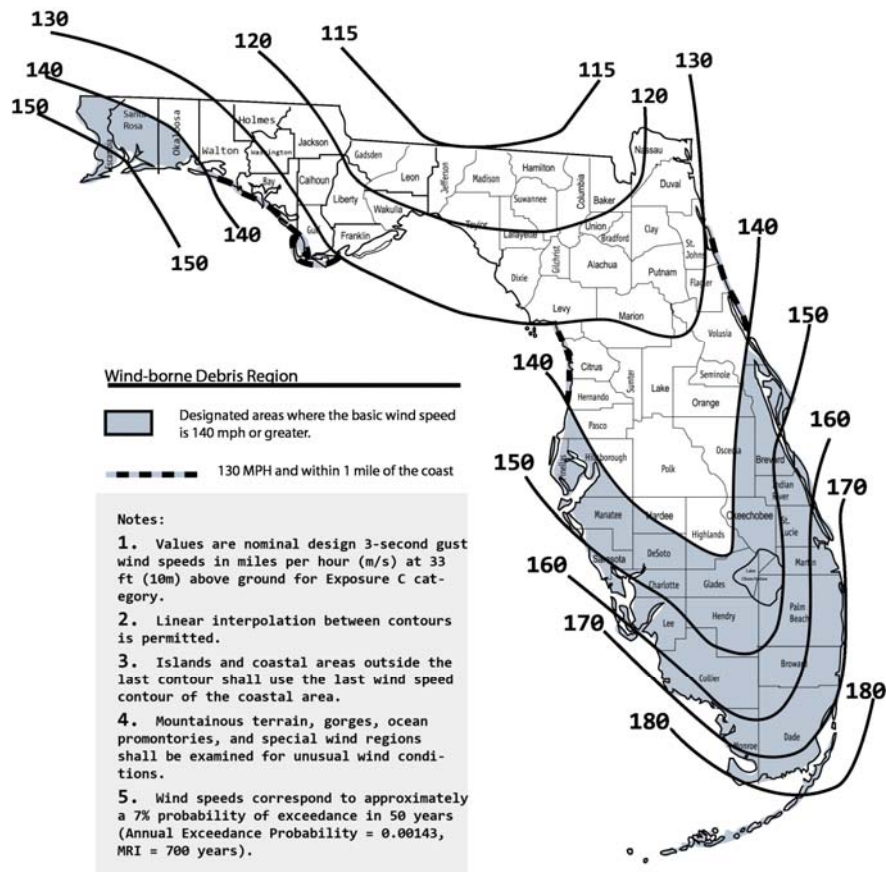 130
120
115
130
140
115
120
150
Santa
Rosa
Okaloosa
Holmes
Walton
Washington
Jackson
Bay
Calhoun
Gulf
Liberty
Franklin
Gadsden
Leon
Wakulla
Jefferson
Madison
Taylor
Hamilton
Suwannee
Lafayette
Columbia
Baker
Nassau
Duval
Union
Bradford
Clay
St.
Johns
Gilchrist
Dixie
Alachua
Putnam
Flagler
Levy
Marion
Volusia
150
140
140
150
140
Citrus
Sumter
Hernando
Lake
Seminole
Orange
Pasco
Pinellas
Hillsborough
Polk
Osceola
Brevard
Indian
River
160
150
170
Manatee
Hardee
Highlands
Okeechobee
St.
Lucie
Sarasota
DeSoto
Martin
Charlotte
Glades
Lake
Okeechobee
160
170
Lee
Hendry
Palm
Beach
Collier
Broward
180
Monroe
Dade
180
Wind-borne Debris Region
Designated areas where the basic wind speed
is 140 mph or greater.
130 MPH and within 1 mile of the coast
Notes:
1. Values are nominal design 3-second gust
wind speeds in miles per hour (m/s) at 33
ft (10m) above ground for Exposure C cat-
egory.
2. Linear interpolation between contours
is permitted.
3. Islands and coastal areas outside the
last contour shall use the last wind speed
contour of the coastal area.
4. Mountainous terrain, gorges, ocean
promontories, and special wind regions
shall be examined for unusual wind condi-
tions.
5. Wind speeds correspond to approximately
a 7% probability of exceedance in 50 years
(Annual Exceedance Probability = 0.00143,
MRI = 700 years).